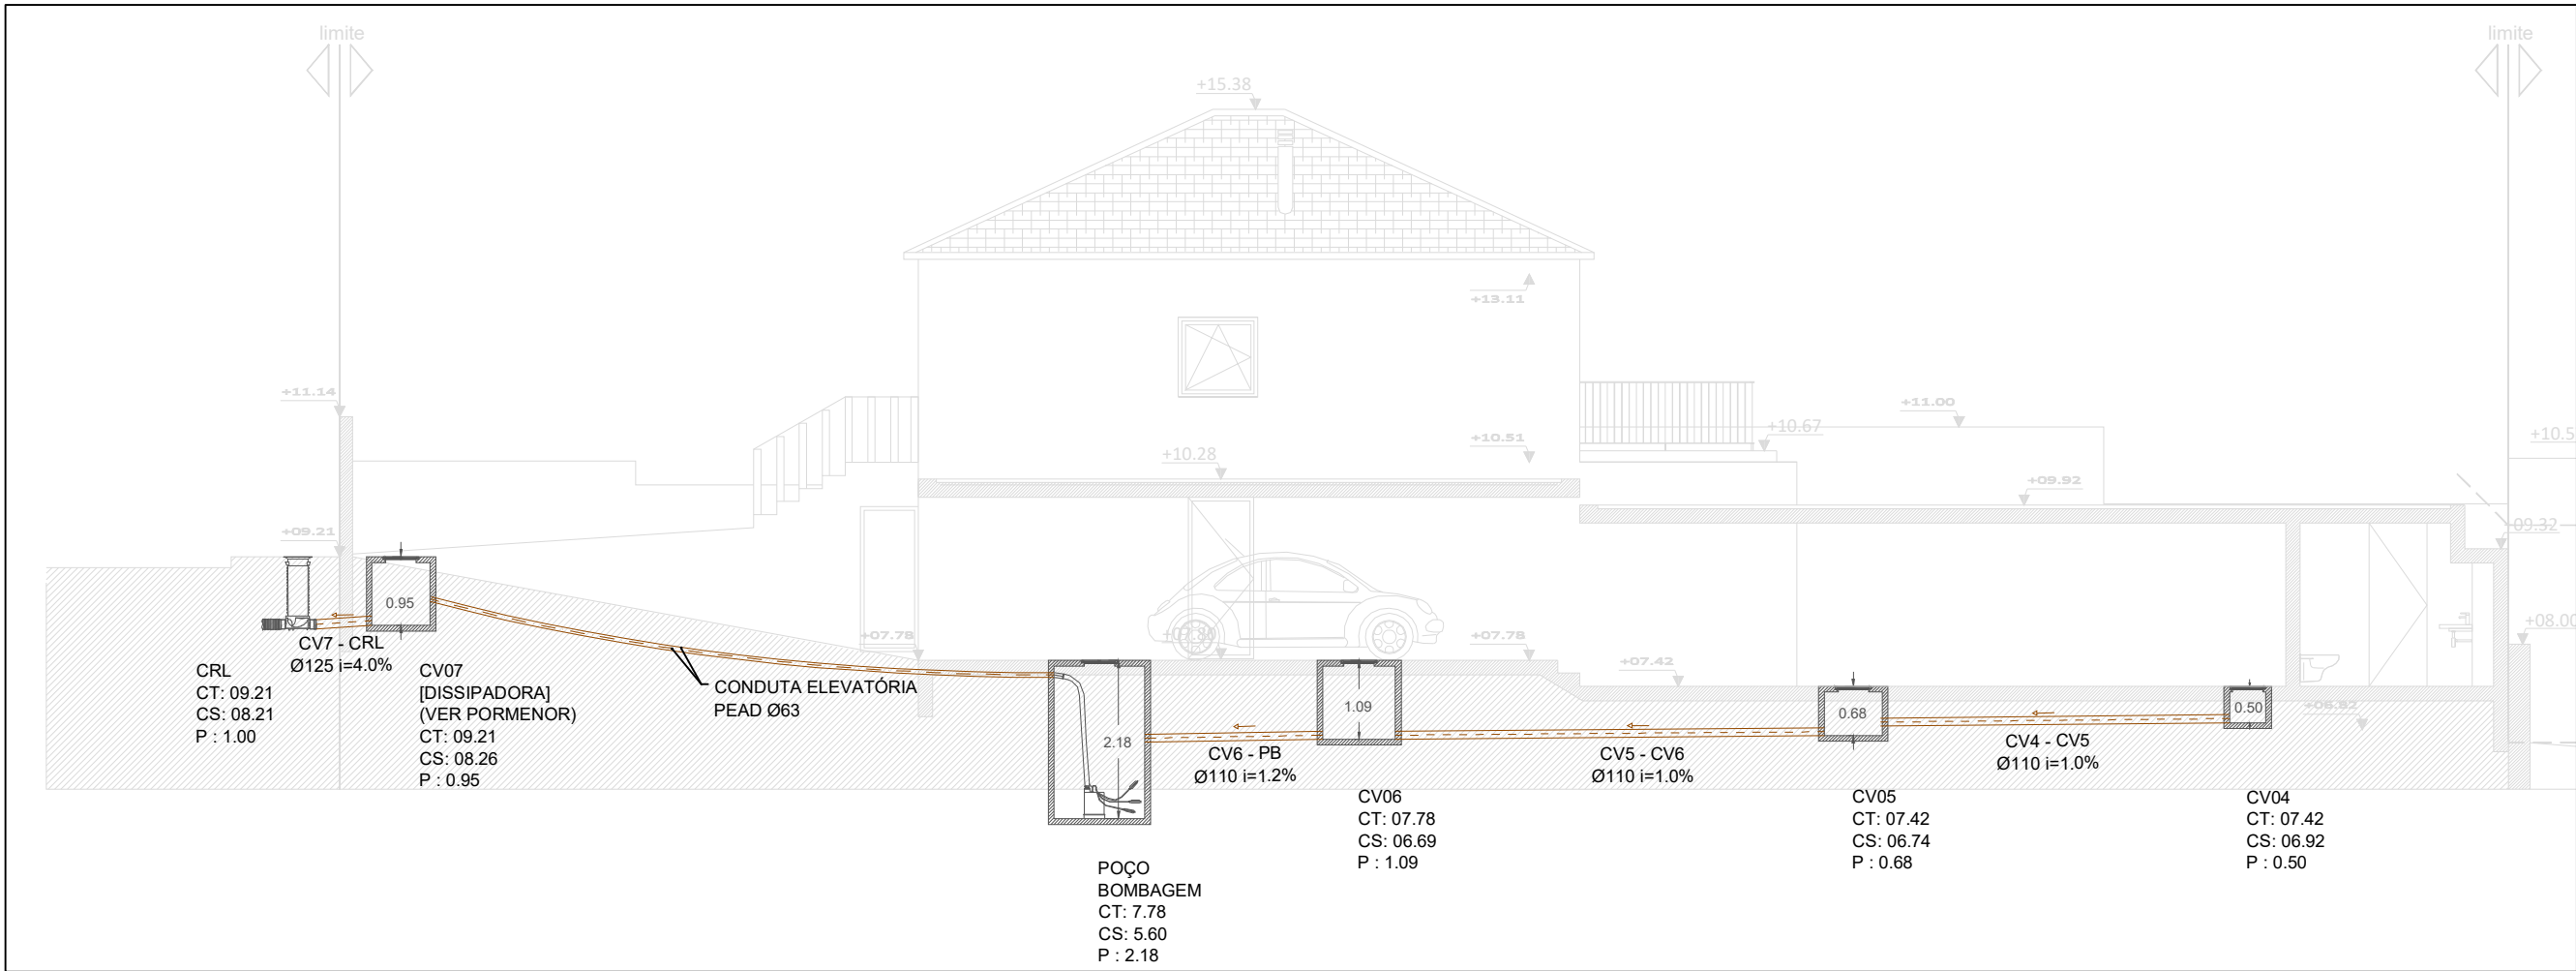 limite
limite
+15.38
+13.11
+11.14
+11.00
+10.67
+10.51
+10.5
+10.28
+09.92
+09.21
09.32
0.95
+07.78
+07.80
+07.78
+07.42
+08.00
+06.92
CV7 - CRL
Ø125 i=4.0%
CRL
CT: 09.21
CS: 08.21
P : 1.00
CV07
[DISSIPADORA]
(VER PORMENOR)
CT: 09.21
CS: 08.26
P : 0.95
CONDUTA ELEVATÓRIA
PEAD Ø63
2.18
1.09
0.68
0.50
CV6 - PB
Ø110 i=1.2%
CV5 - CV6
Ø110 i=1.0%
CV4 - CV5
Ø110 i=1.0%
POÇO
BOMBAGEM
CT: 7.78
CS: 5.60
P : 2.18
CV06
CT: 07.78
CS: 06.69
P : 1.09
CV05
CT: 07.42
CS: 06.74
P : 0.68
CV04
CT: 07.42
CS: 06.92
P : 0.50